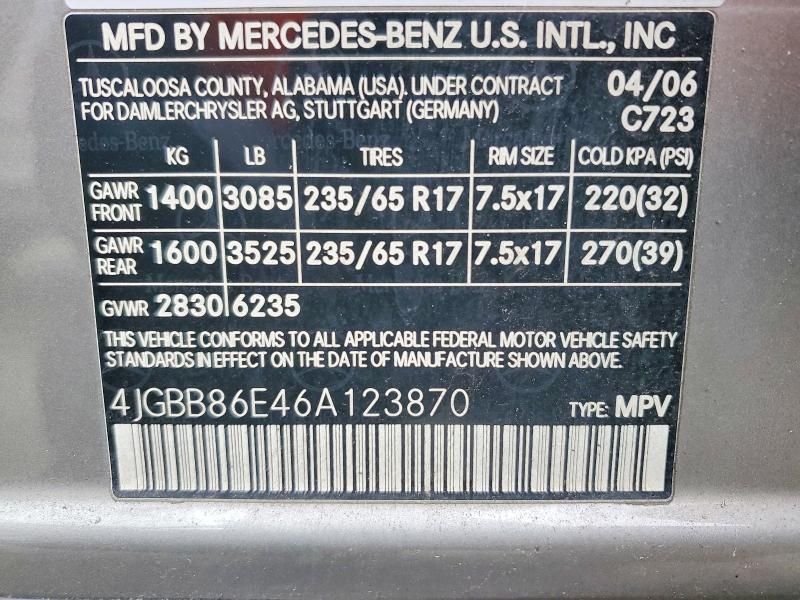 MFD BY MERCEDES-BENZ U.S. INTL., INC
TUSCALOOSA COUNTY, ALABAMA (USA). UNDER CONTRACT 04/06
FOR DAIMLERCHRYSLER AG, STUTTGART (GERMANY) C723
KG LB TIRES RIM SIZE COLD KPA (PSI)
GAWR FRONT 1400 3085 235/65 R17 7.5x17 220(32)
GAWR REAR 1600 3525 235/65 R17 7.5x17 270(39)
GVWR 2830 6235
THIS VEHICLE CONFORMS TO ALL APPLICABLE FEDERAL MOTOR VEHICLE SAFETY
STANDARDS IN EFFECT ON THE DATE OF MANUFACTURE SHOWN ABOVE.
4JGBB86E46A123870 TYPE: MPV